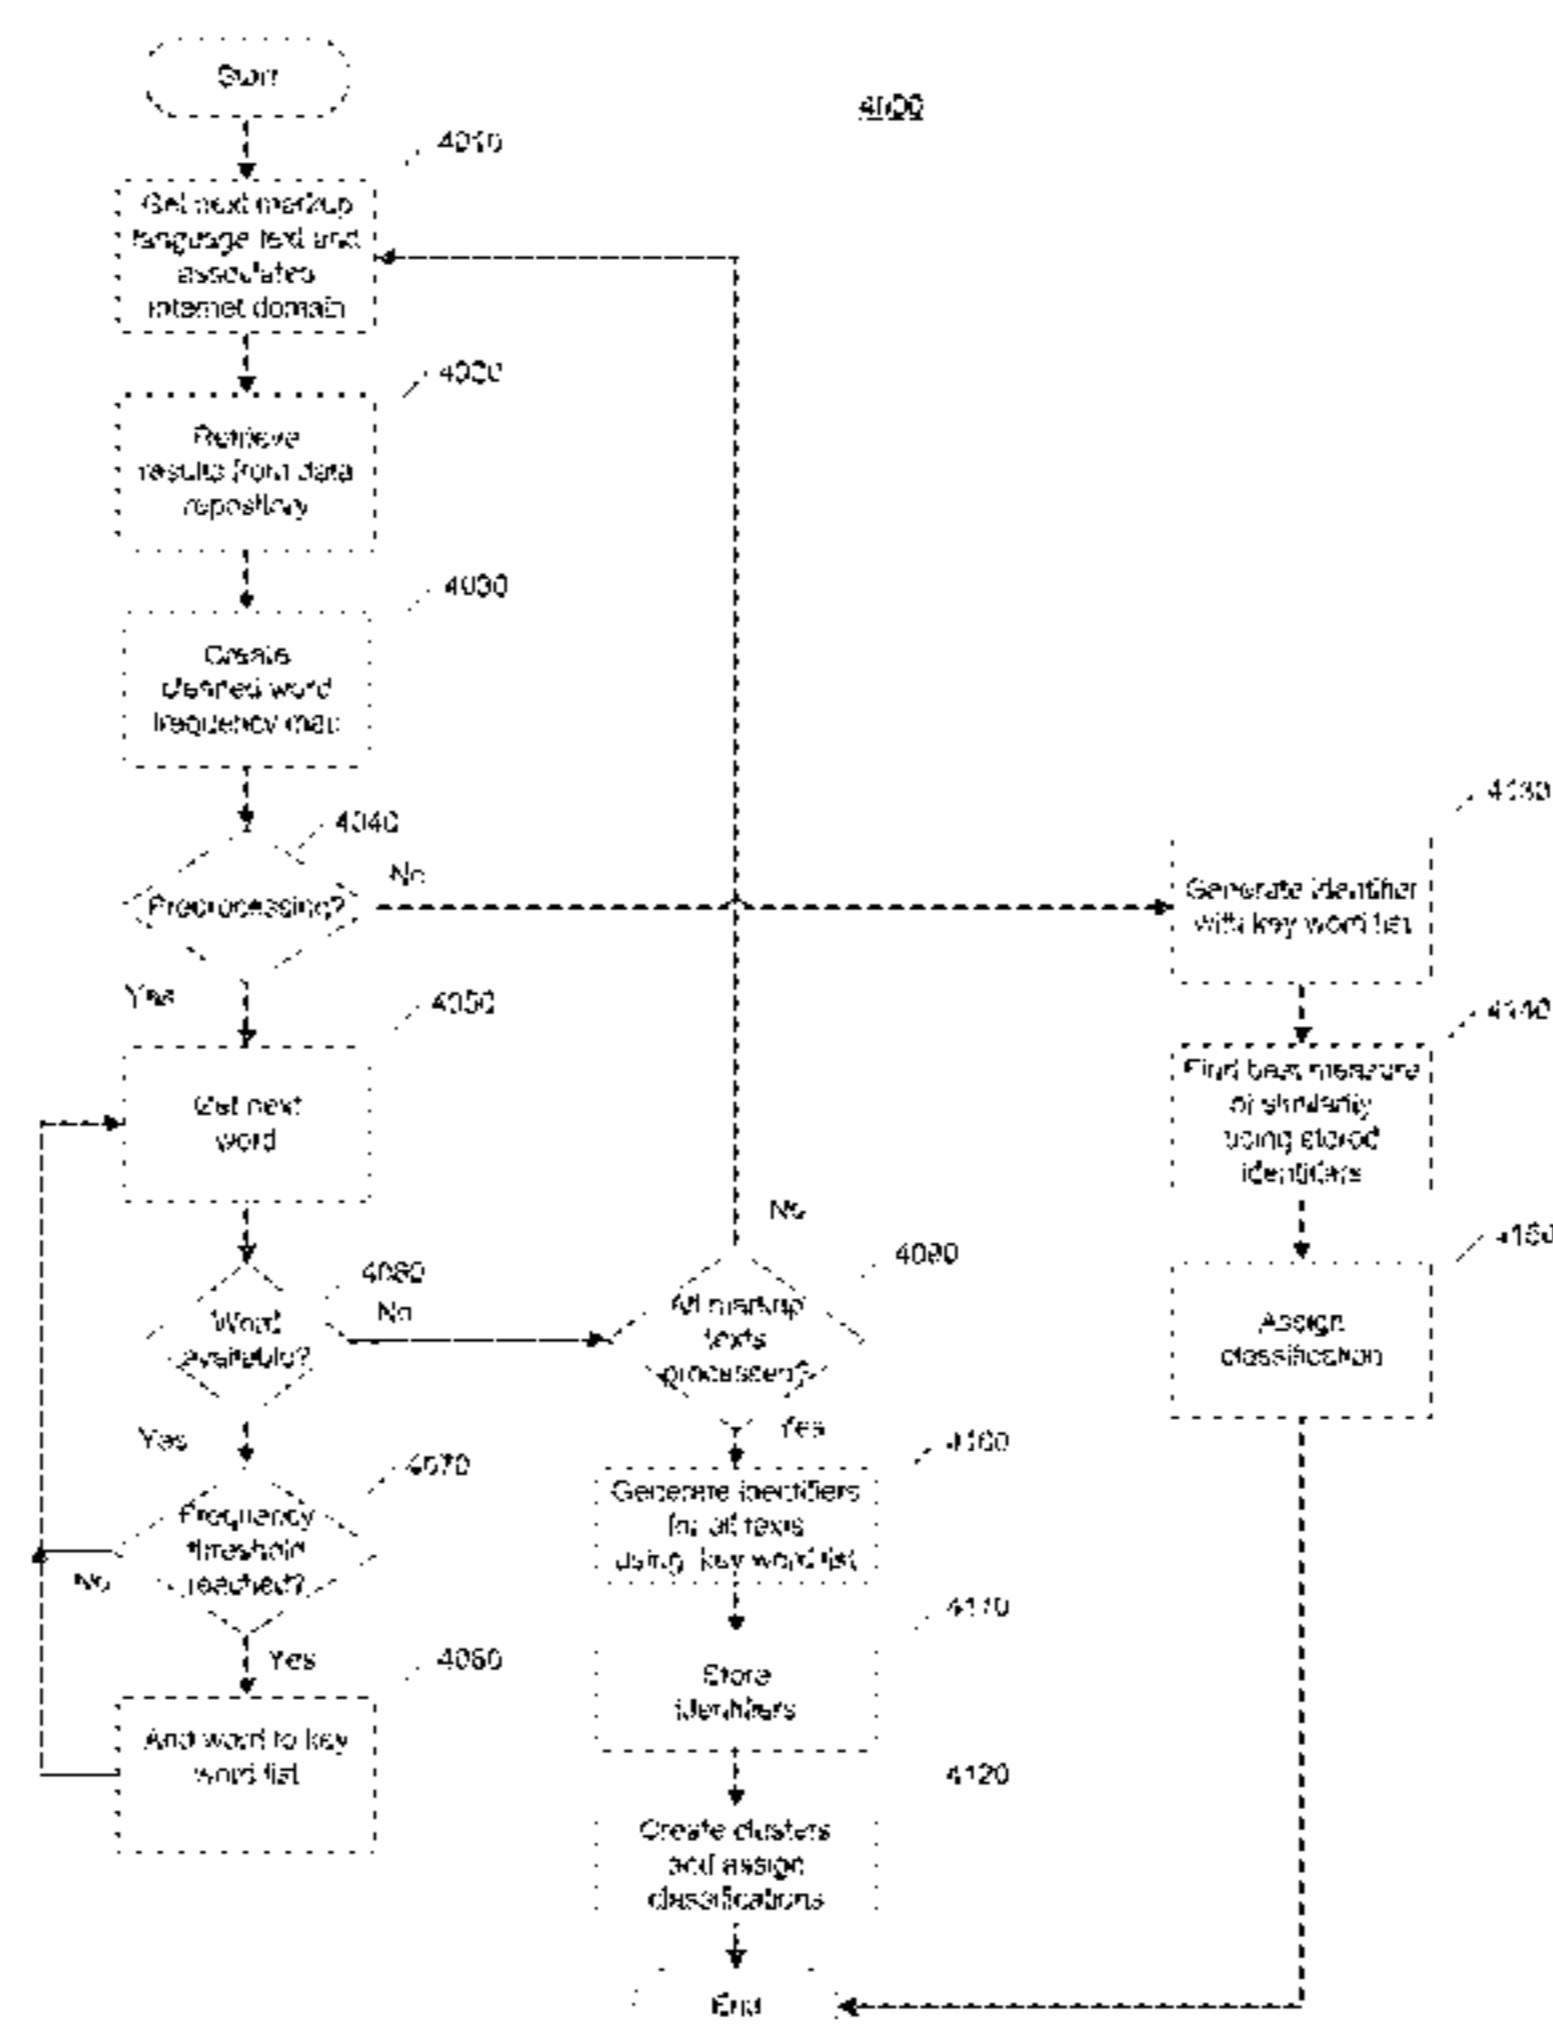 Start
4000
4010
Get next markup
language text and
associated
internet domain
4020
Retrieve
results from data
repository
4030
Create
cleaned word
frequency map
4040
Preprocessing?
No
Yes
4050
Get next
word
4060
Word
available?
No
Yes
4070
Frequency
threshold
reached?
No
Yes
4080
Add word to key
word list
No
4090
All markup
texts
processed?
Yes
4100
Generate identifiers
for all texts
using key word list
4110
Store
identifiers
4120
Create clusters
and assign
classifications
End
4130
Generate identifier
with key word list
4140
Find best measure
of similarity
using stored
identifiers
4150
Assign
classification